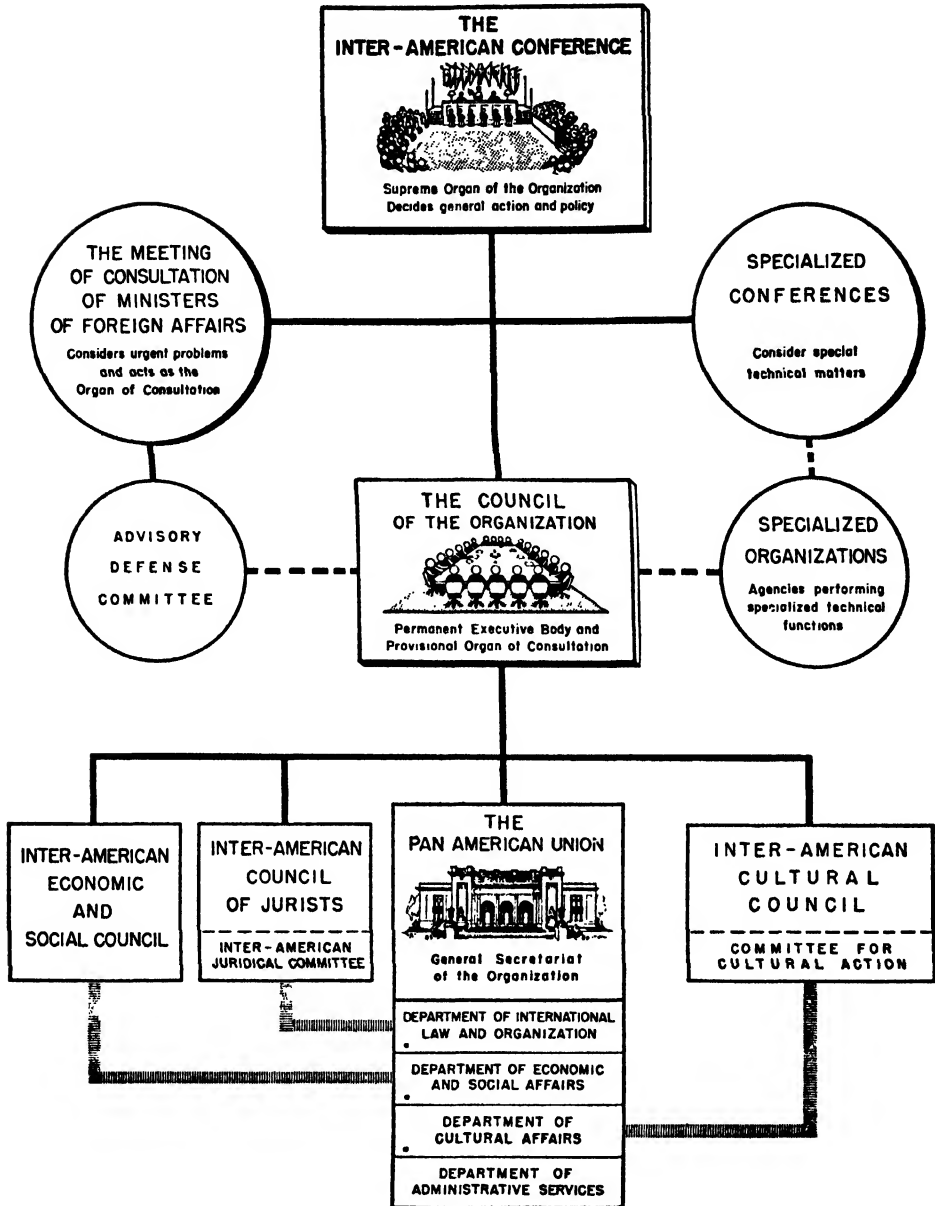 THE
INTER-AMERICAN CONFERENCE
Supreme Organ of the Organization
Decides general action and policy
THE MEETING
OF CONSULTATION
OF MINISTERS
OF FOREIGN AFFAIRS
Considers urgent problems
and acts as the
Organ of Consultation
SPECIALIZED
CONFERENCES
Consider special
technical matters
ADVISORY
DEFENSE
COMMITTEE
THE COUNCIL
OF THE ORGANIZATION
Permanent Executive Body and
Provisional Organ of Consultation
SPECIALIZED
ORGANIZATIONS
Agencies performing
specialized technical
functions
INTER-AMERICAN
ECONOMIC
AND
SOCIAL COUNCIL
INTER-AMERICAN
COUNCIL
OF JURISTS
INTER-AMERICAN
JURIDICAL COMMITTEE
THE
PAN AMERICAN UNION
General Secretariat
of the Organization
DEPARTMENT OF INTERNATIONAL
LAW AND ORGANIZATION
DEPARTMENT OF ECONOMIC
AND SOCIAL AFFAIRS
DEPARTMENT OF
CULTURAL AFFAIRS
DEPARTMENT OF
ADMINISTRATIVE SERVICES
INTER-AMERICAN
CULTURAL
COUNCIL
COMMITTEE FOR
CULTURAL ACTION